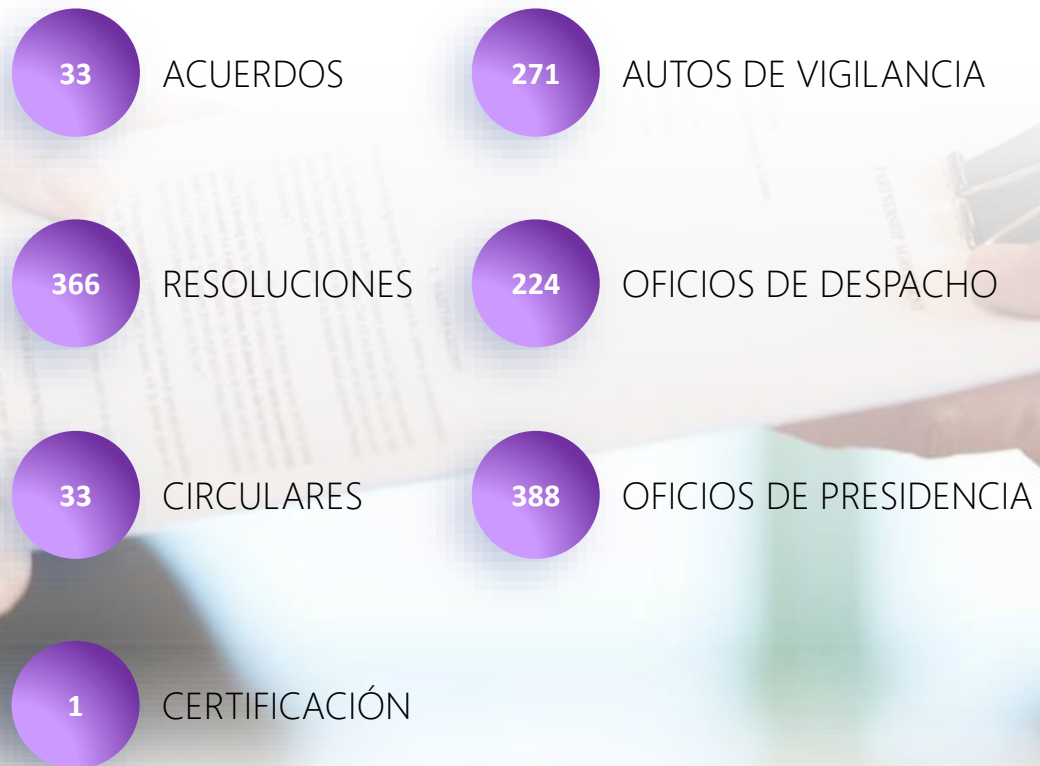 33 ACUERDOS
271 AUTOS DE VIGILANCIA
366 RESOLUCIONES
224 OFICIOS DE DESPACHO
33 CIRCULARES
388 OFICIOS DE PRESIDENCIA
1 CERTIFICACIÓN